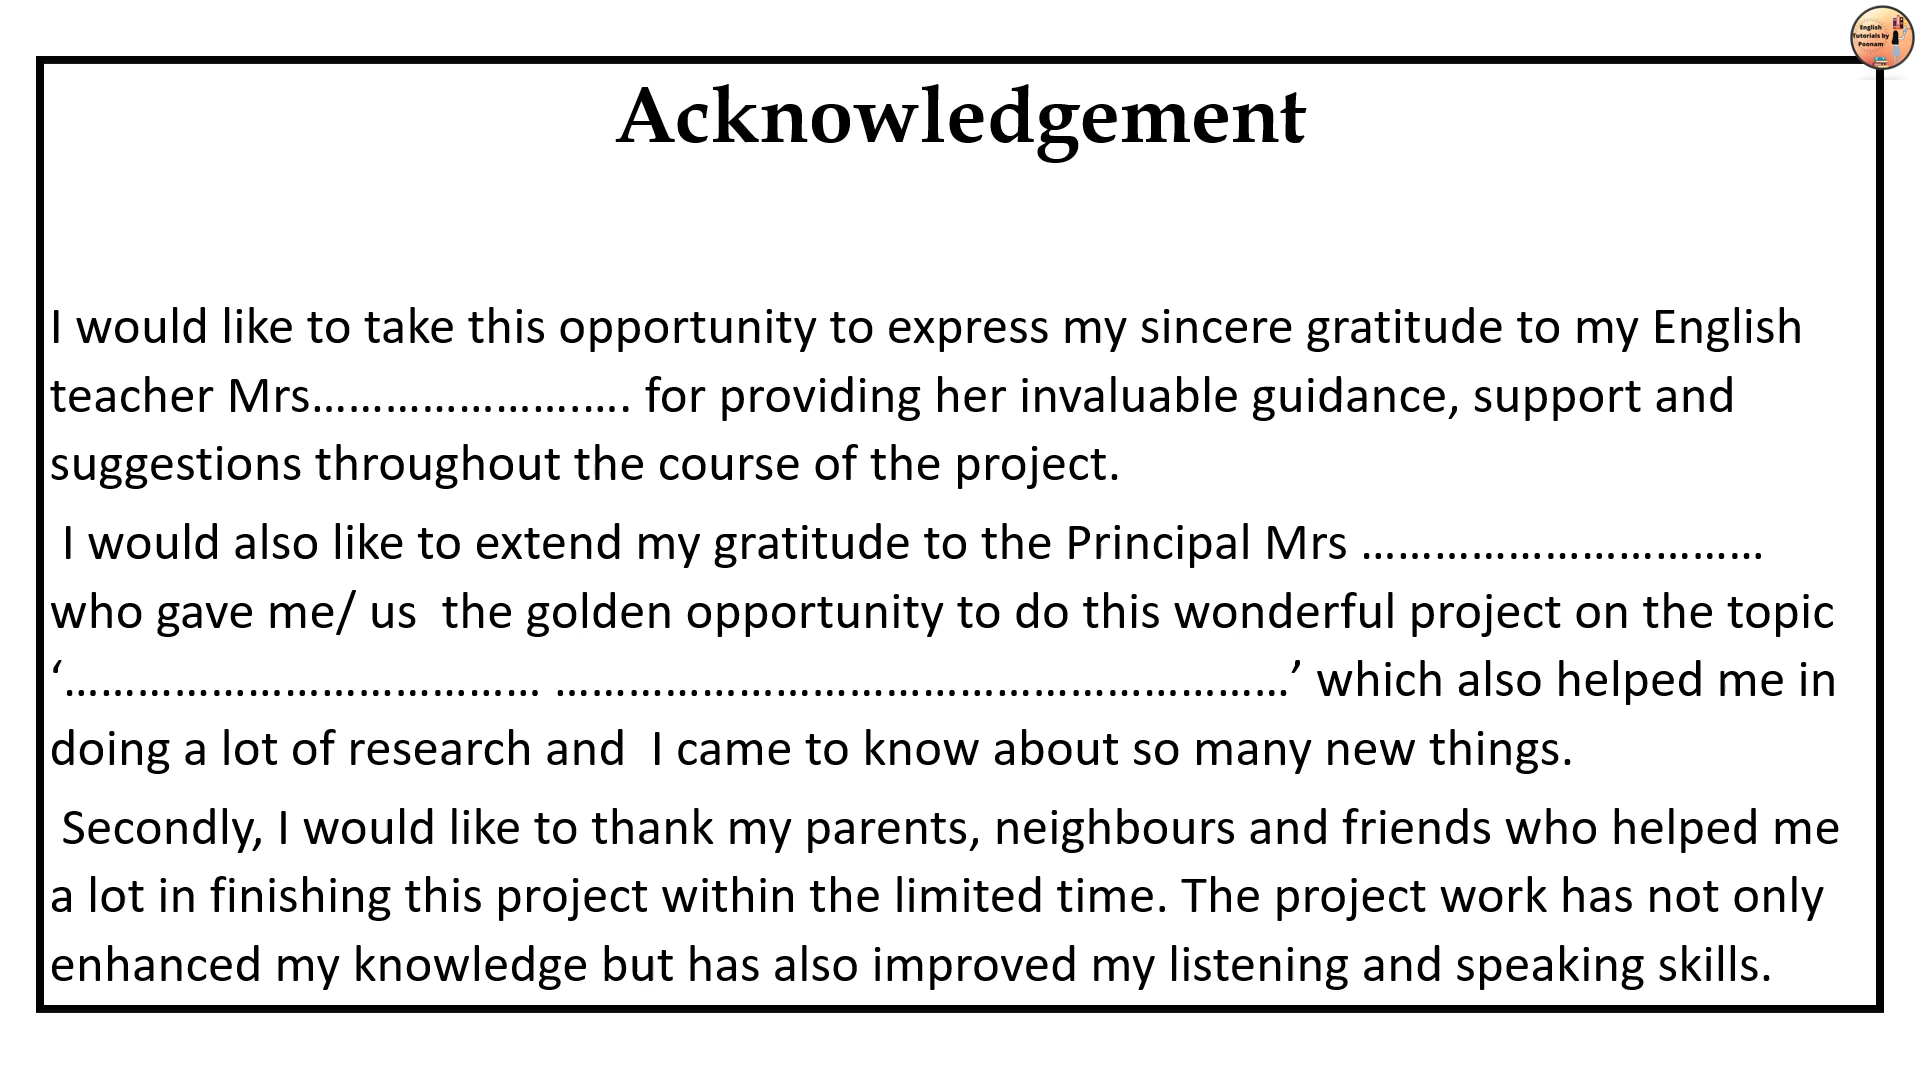 English
Tutorials by
Poonam
Acknowledgement
I would like to take this opportunity to express my sincere gratitude to my English
teacher Mrs…………………….…. for providing her invaluable guidance, support and
suggestions throughout the course of the project.
I would also like to extend my gratitude to the Principal Mrs ……………………………
who gave me/ us  the golden opportunity to do this wonderful project on the topic
‘………………………………… ……………………………………………………’ which also helped me in
doing a lot of research and  I came to know about so many new things.
Secondly, I would like to thank my parents, neighbours and friends who helped me
a lot in finishing this project within the limited time. The project work has not only
enhanced my knowledge but has also improved my listening and speaking skills.